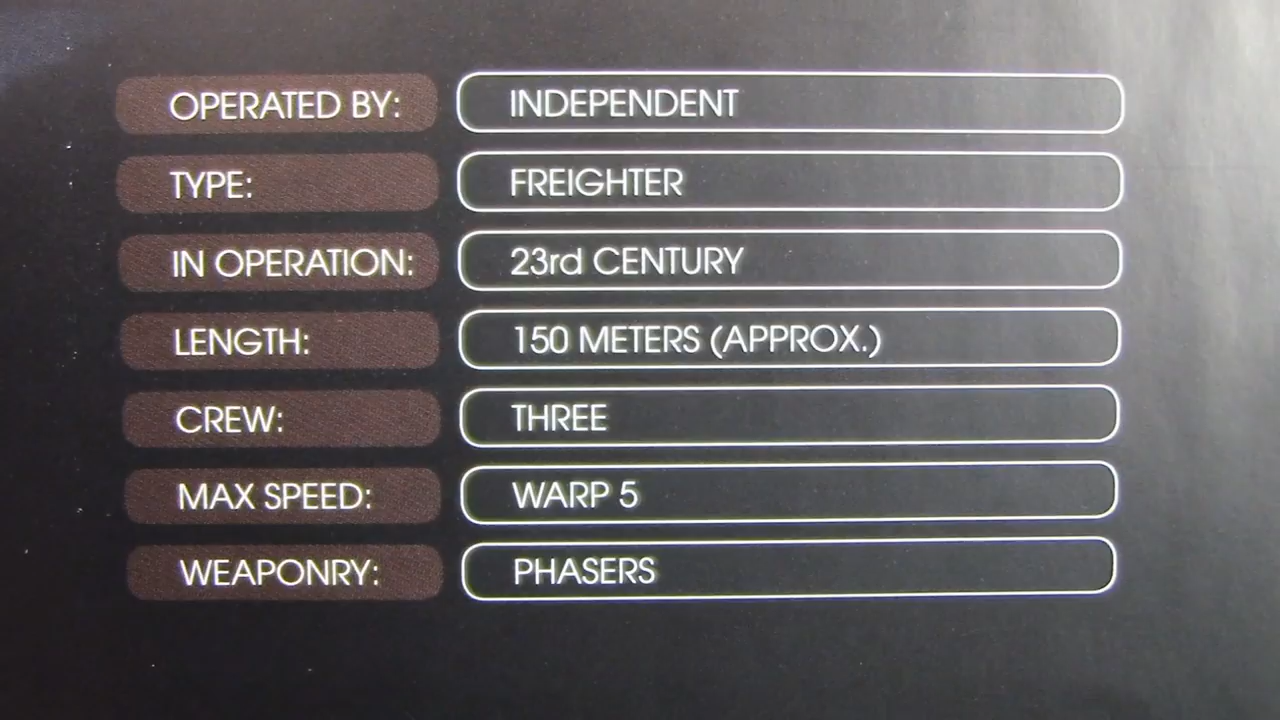 OPERATED BY: INDEPENDENT
TYPE: FREIGHTER
IN OPERATION: 23rd CENTURY
LENGTH: 150 METERS (APPROX.)
CREW: THREE
MAX SPEED: WARP 5
WEAPONRY: PHASERS